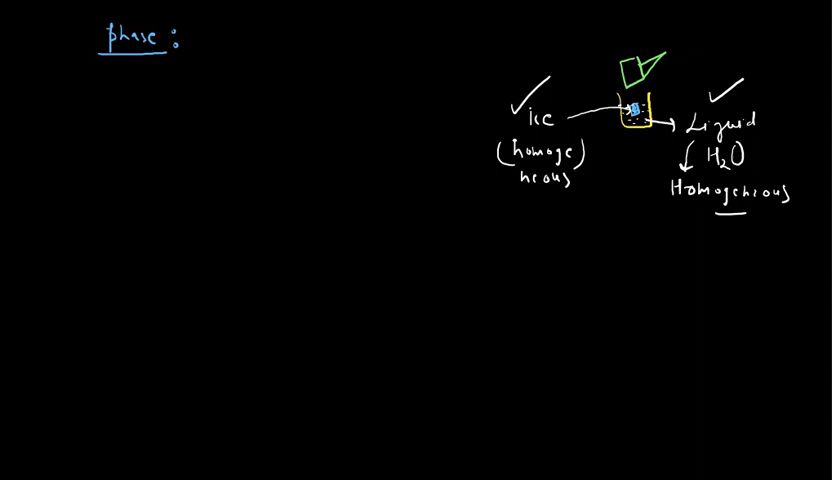 phase:
ice
(homoge)
neous
Liquid
H2O
Homogeneous